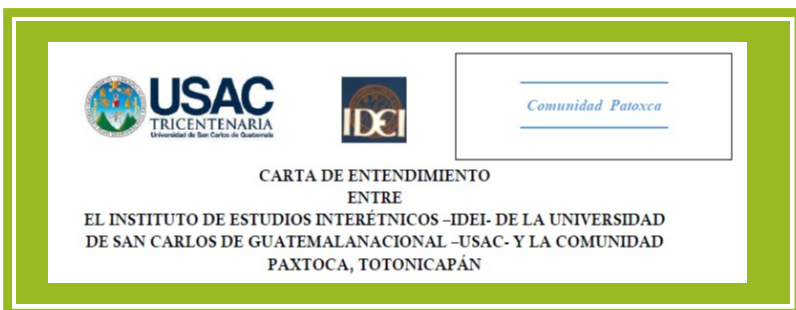 USAC
TRICENTENARIA
Universidad de San Carlos de Guatemala
IDEI
Comunidad Patoxca
CARTA DE ENTENDIMIENTO
ENTRE
EL INSTITUTO DE ESTUDIOS INTERÉTNICOS –IDEI- DE LA UNIVERSIDAD
DE SAN CARLOS DE GUATEMALANACIONAL –USAC- Y LA COMUNIDAD
PAXTOCA, TOTONICAPÁN